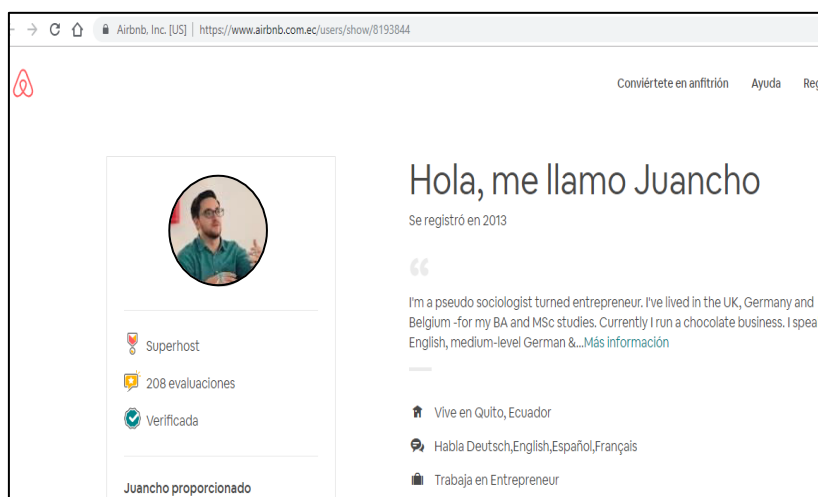 Airbnb, Inc. [US] | https://www.airbnb.com.ec/users/show/8193844
Conviértete en anfitrión Ayuda Reg
Hola, me llamo Juancho
Se registró en 2013
“
I'm a pseudo sociologist turned entrepreneur. I've lived in the UK, Germany and
Belgium -for my BA and MSc studies. Currently I run a chocolate business. I spea
English, medium-level German &...Más información
Superhost
208 evaluaciones
Verificada
Vive en Quito, Ecuador
Habla Deutsch,English,Español,Français
Trabaja en Entrepreneur
Juancho proporcionado